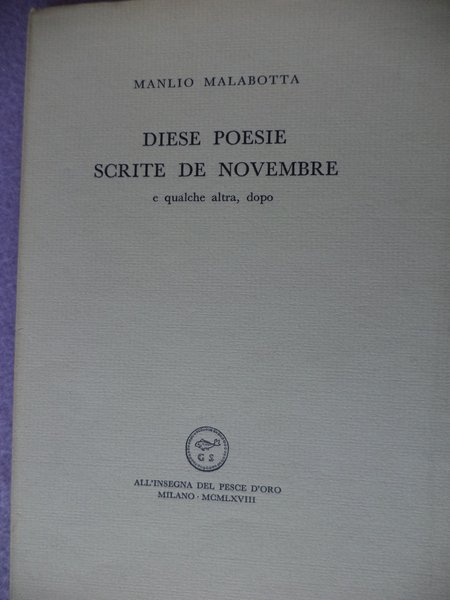 MANLIO MALABOTTA
DIESE POESIE
SCRITE DE NOVEMBRE
e qualche altra, dopo
G S
ALL'INSEGNA DEL PESCE D'ORO
MILANO · MCMLXVIII